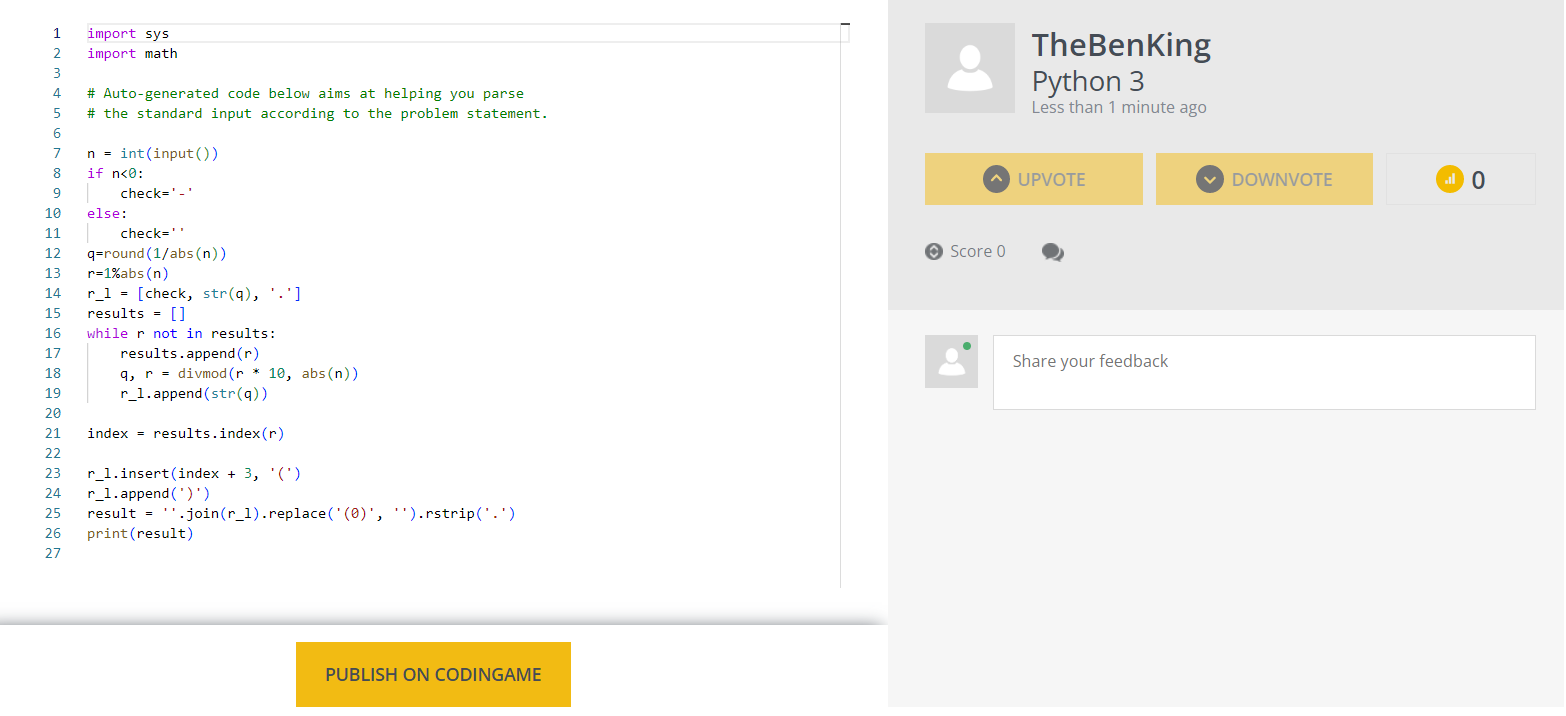 1 import sys
2 import math
3
4 # Auto-generated code below aims at helping you parse
5 # the standard input according to the problem statement.
6
7 n = int(input())
8 if n<0:
9     check='-'
10 else:
11     check=''
12 q=round(1/abs(n))
13 r=1%abs(n)
14 r_l = [check, str(q), '.']
15 results = []
16 while r not in results:
17     results.append(r)
18     q, r = divmod(r * 10, abs(n))
19     r_l.append(str(q))
20
21 index = results.index(r)
22
23 r_l.insert(index + 3, '(')
24 r_l.append(')')
25 result = ''.join(r_l).replace('(0)', '').rstrip('.')
26 print(result)
27
PUBLISH ON CODINGAME
TheBenKing
Python 3
Less than 1 minute ago
UPVOTE DOWNVOTE 0
Score 0
Share your feedback